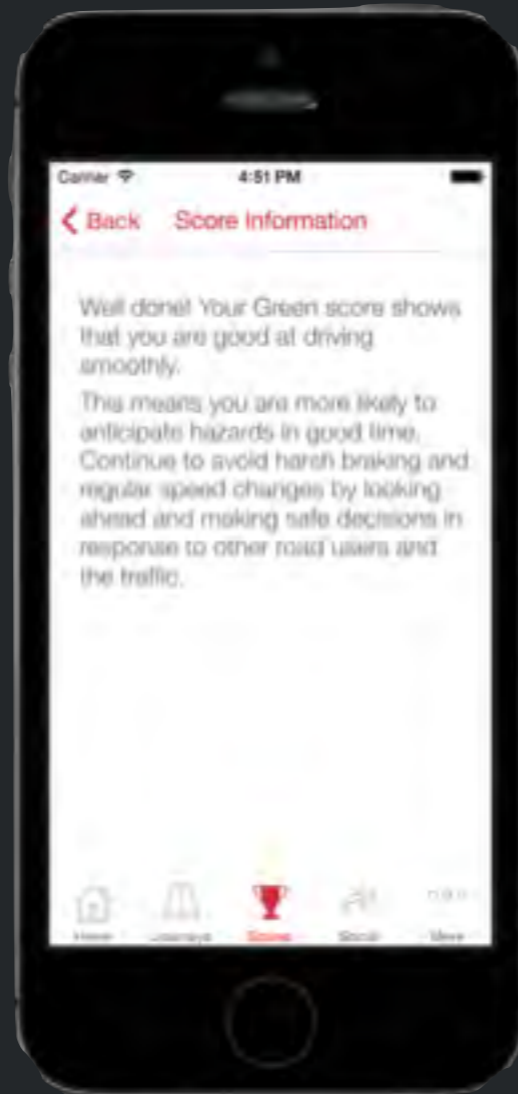 Carrier 4:51 PM
Back Score Information
Well done! Your Green score shows
that you are good at driving
smoothly.
This means you are more likely to
anticipate hazards in good time.
Continue to avoid harsh braking and
regular speed changes by looking
ahead and making safe decisions in
response to other road users and
the traffic.
Home Journeys Score Social More